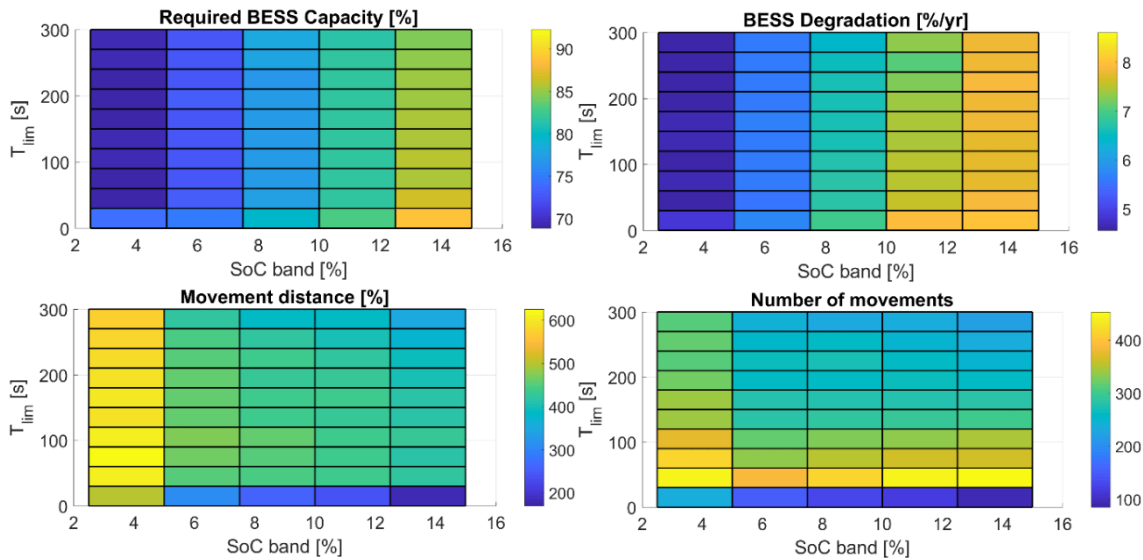 Required BESS Capacity [%]
300
200
100
0
T_lim [s]
2 4 6 8 10 12 14 16
SoC band [%]
90
85
80
75
70
BESS Degradation [%/yr]
300
200
100
0
T_lim [s]
2 4 6 8 10 12 14 16
SoC band [%]
8
7
6
5
Movement distance [%]
300
200
100
0
T_lim [s]
2 4 6 8 10 12 14 16
SoC band [%]
600
500
400
300
200
Number of movements
300
200
100
0
T_lim [s]
2 4 6 8 10 12 14 16
SoC band [%]
400
300
200
100